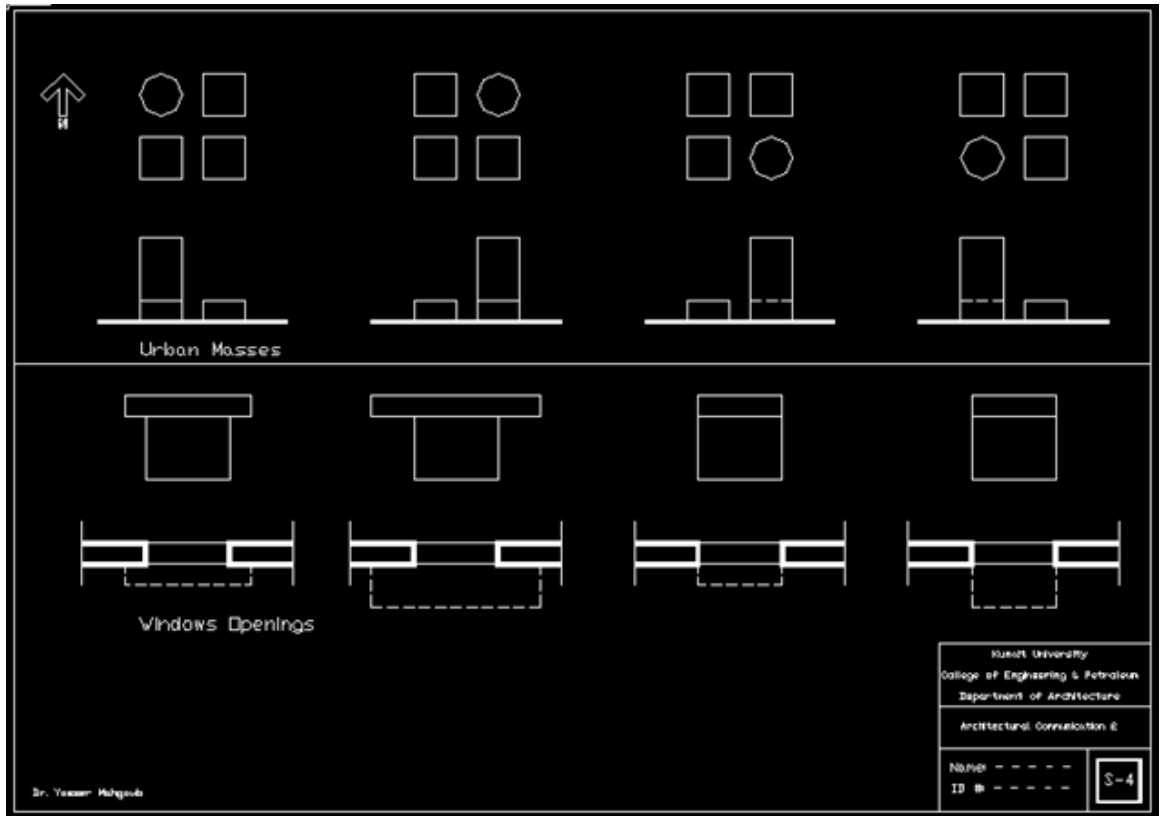 N
Urban Masses
Windows Openings
Kuwait University
College of Engineering & Petroleum
Department of Architecture
Architectural Communication 2
Name: - - - - -
ID # - - - - -
S-4
Dr. Yasser Mahgoub